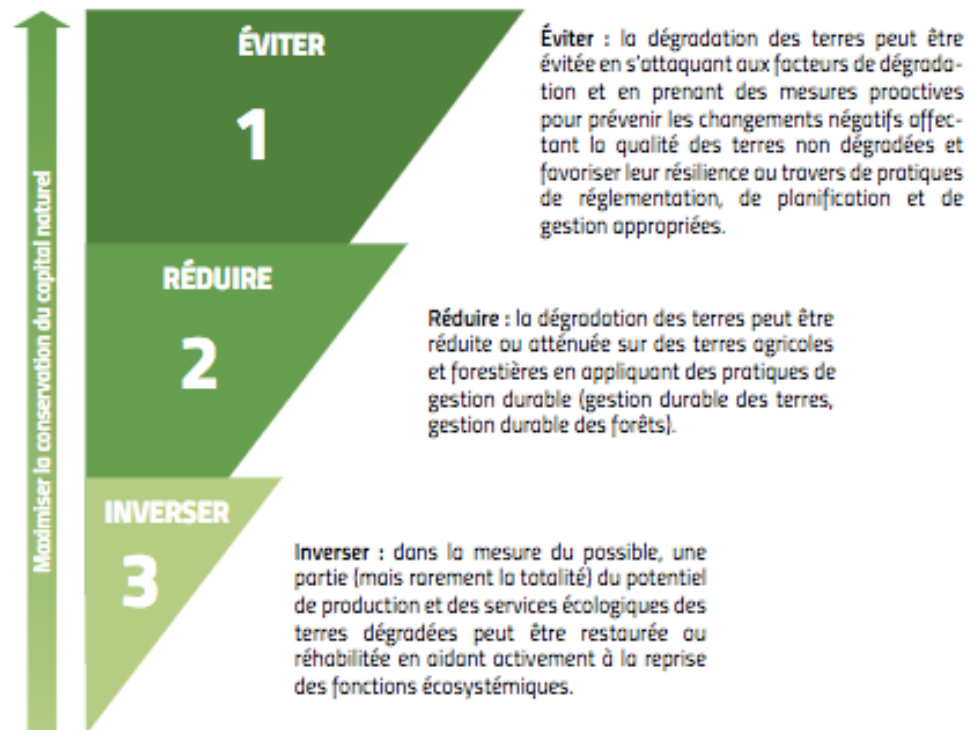 Maximiser la conservation du capital naturel
ÉVITER
1
Éviter : la dégradation des terres peut être
évitée en s'attaquant aux facteurs de dégrada-
tion et en prenant des mesures proactives
pour prévenir les changements négatifs affec-
tant la qualité des terres non dégradées et
favoriser leur résilience au travers de pratiques
de réglementation, de planification et de
gestion appropriées.
RÉDUIRE
2
Réduire : la dégradation des terres peut être
réduite ou atténuée sur des terres agricoles
et forestières en appliquant des pratiques de
gestion durable (gestion durable des terres,
gestion durable des forêts).
INVERSER
3
Inverser : dans la mesure du possible, une
partie (mais rarement la totalité) du potentiel
de production et des services écologiques des
terres dégradées peut être restaurée ou
réhabilitée en aidant activement à la reprise
des fonctions écosystémiques.